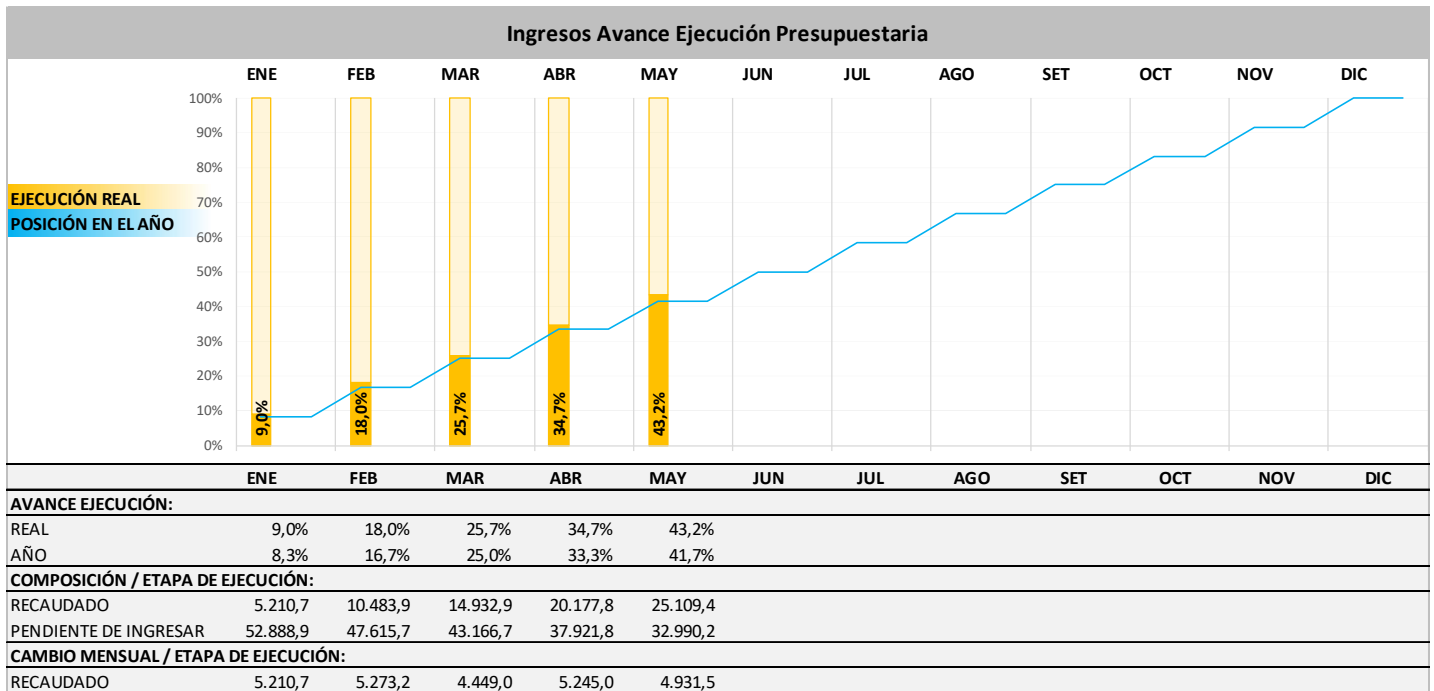 Ingresos Avance Ejecución Presupuestaria
ENE FEB MAR ABR MAY JUN JUL AGO SET OCT NOV DIC
100%
90%
80%
70%
EJECUCIÓN REAL
POSICIÓN EN EL AÑO
60%
50%
40%
30%
20%
10%
0%
9,0% 18,0% 25,7% 34,7% 43,2%
ENE FEB MAR ABR MAY JUN JUL AGO SET OCT NOV DIC
AVANCE EJECUCIÓN:
REAL 9,0% 18,0% 25,7% 34,7% 43,2%
AÑO 8,3% 16,7% 25,0% 33,3% 41,7%
COMPOSICIÓN / ETAPA DE EJECUCIÓN:
RECAUDADO 5.210,7 10.483,9 14.932,9 20.177,8 25.109,4
PENDIENTE DE INGRESAR 52.888,9 47.615,7 43.166,7 37.921,8 32.990,2
CAMBIO MENSUAL / ETAPA DE EJECUCIÓN:
RECAUDADO 5.210,7 5.273,2 4.449,0 5.245,0 4.931,5